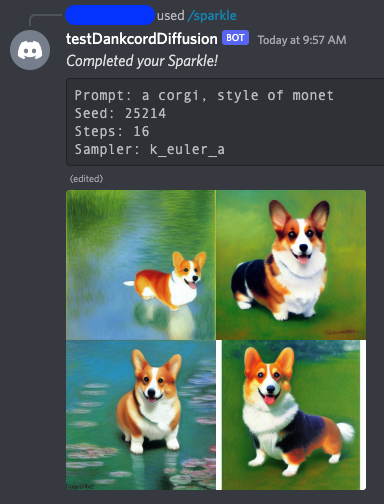 used /sparkle
testDankcordDiffusion BOT Today at 9:57 AM
Completed your Sparkle!
Prompt: a corgi, style of monet
Seed: 25214
Steps: 16
Sampler: k_euler_a
(edited)